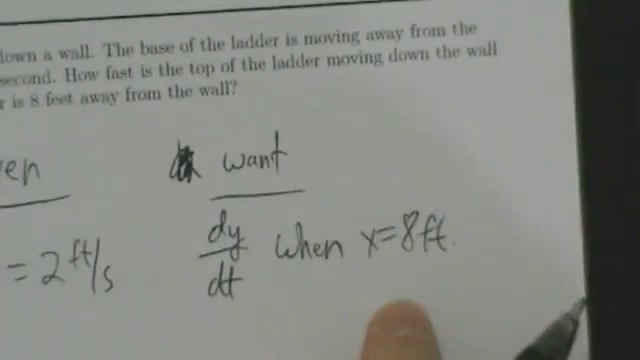 down a wall. The base of the ladder is moving away from the
second. How fast is the top of the ladder moving down the wall
r is 8 feet away from the wall?
en want
= 2 ft/s dy/dt when x=8ft.